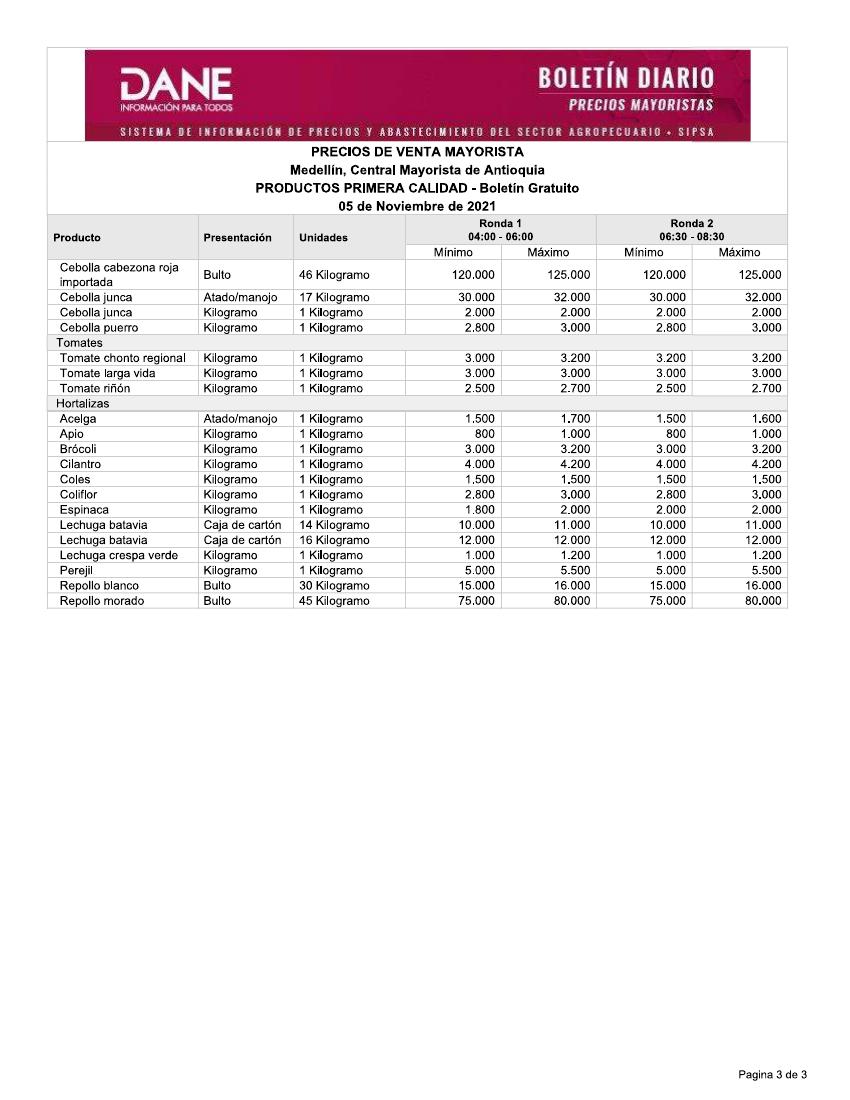 DANE
INFORMACIÓN PARA TODOS
BOLETÍN DIARIO
PRECIOS MAYORISTAS
SISTEMA DE INFORMACIÓN DE PRECIOS Y ABASTECIMIENTO DEL SECTOR AGROPECUARIO • SIPSA
PRECIOS DE VENTA MAYORISTA
Medellín, Central Mayorista de Antioquia
PRODUCTOS PRIMERA CALIDAD - Boletín Gratuito
05 de Noviembre de 2021
Producto Presentación Unidades Ronda 1 04:00 - 06:00 Ronda 2 06:30 - 08:30
Mínimo Máximo Mínimo Máximo
Cebolla cabezona roja
importada Bulto 46 Kilogramo 120.000 125.000 120.000 125.000
Cebolla junca Atado/manojo 17 Kilogramo 30.000 32.000 30.000 32.000
Cebolla junca Kilogramo 1 Kilogramo 2.000 2.000 2.000 2.000
Cebolla puerro Kilogramo 1 Kilogramo 2.800 3.000 2.800 3.000
Tomates
Tomate chonto regional Kilogramo 1 Kilogramo 3.000 3.200 3.200 3.200
Tomate larga vida Kilogramo 1 Kilogramo 3.000 3.000 3.000 3.000
Tomate riñón Kilogramo 1 Kilogramo 2.500 2.700 2.500 2.700
Hortalizas
Acelga Atado/manojo 1 Kilogramo 1.500 1.700 1.500 1.600
Apio Kilogramo 1 Kilogramo 800 1.000 800 1.000
Brócoli Kilogramo 1 Kilogramo 3.000 3.200 3.000 3.200
Cilantro Kilogramo 1 Kilogramo 4.000 4.200 4.000 4.200
Coles Kilogramo 1 Kilogramo 1.500 1.500 1.500 1.500
Coliflor Kilogramo 1 Kilogramo 2.800 3.000 2.800 3.000
Espinaca Kilogramo 1 Kilogramo 1.800 2.000 2.000 2.000
Lechuga batavia Caja de cartón 14 Kilogramo 10.000 11.000 10.000 11.000
Lechuga batavia Caja de cartón 16 Kilogramo 12.000 12.000 12.000 12.000
Lechuga crespa verde Kilogramo 1 Kilogramo 1.000 1.200 1.000 1.200
Perejil Kilogramo 1 Kilogramo 5.000 5.500 5.000 5.500
Repollo blanco Bulto 30 Kilogramo 15.000 16.000 15.000 16.000
Repollo morado Bulto 45 Kilogramo 75.000 80.000 75.000 80.000
Pagina 3 de 3